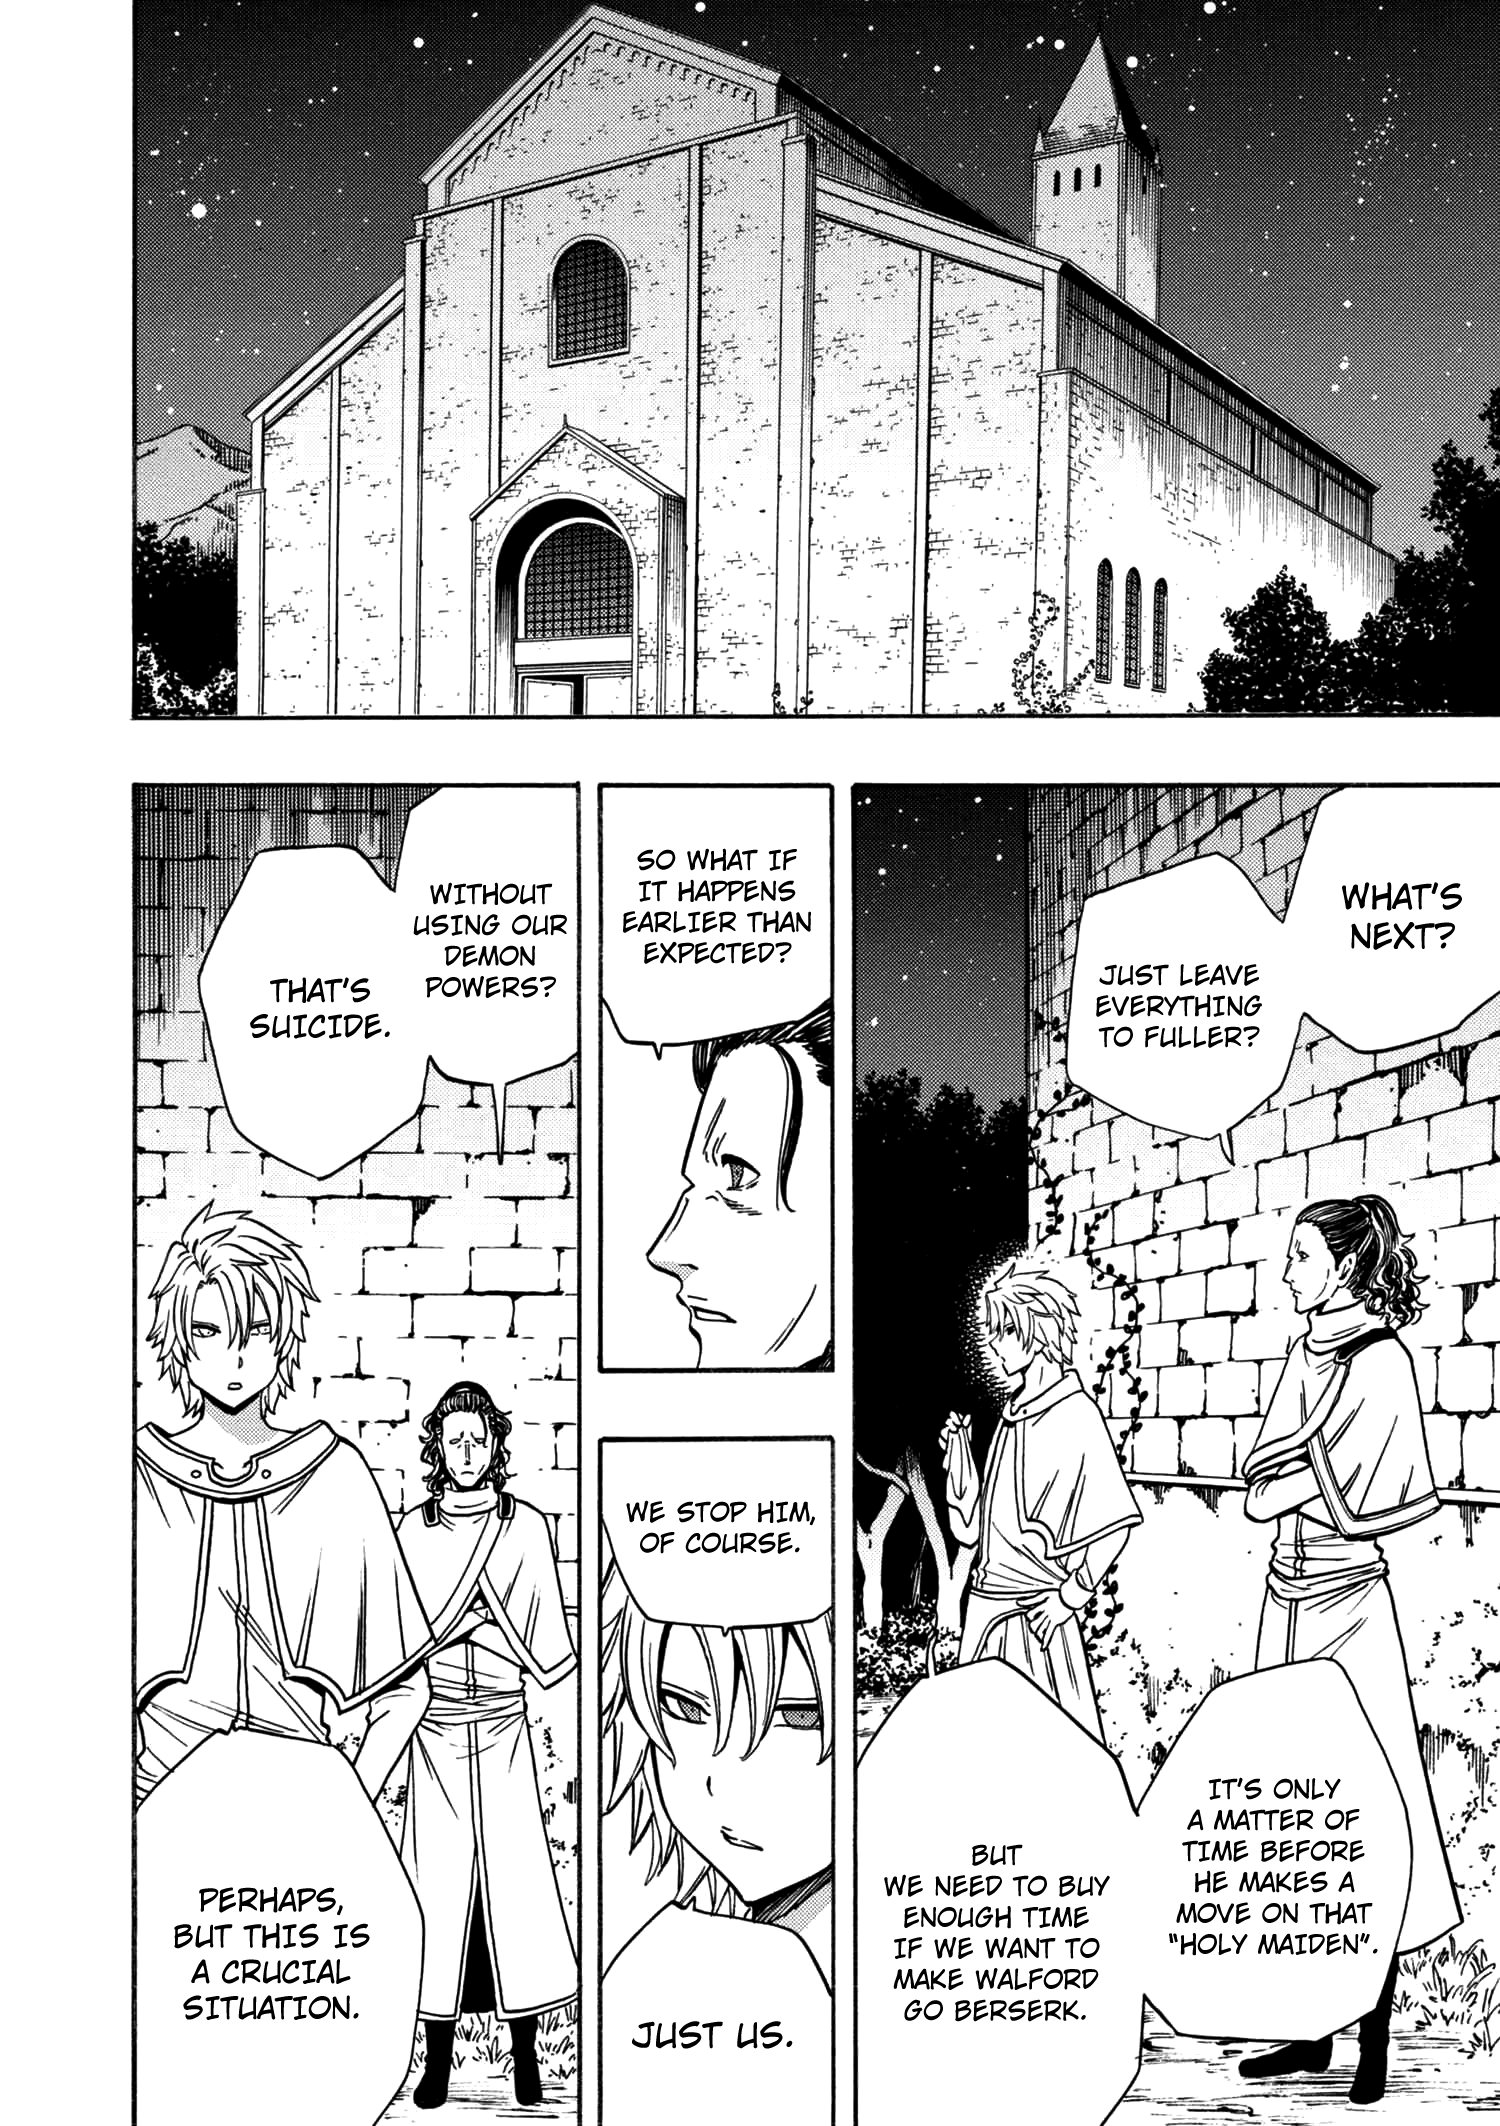 WHAT'S
NEXT?
JUST LEAVE
EVERYTHING
TO FULLER?
IT'S ONLY
A MATTER OF
TIME BEFORE
HE MAKES A
MOVE ON THAT
"HOLY MAIDEN".
BUT
WE NEED TO BUY
ENOUGH TIME
IF WE WANT TO
MAKE WALFORD
GO BERSERK.
SO WHAT IF
IT HAPPENS
EARLIER THAN
EXPECTED?
WE STOP HIM,
OF COURSE.
JUST US.
WITHOUT
USING OUR
DEMON
POWERS?
THAT'S
SUICIDE.
PERHAPS,
BUT THIS IS
A CRUCIAL
SITUATION.